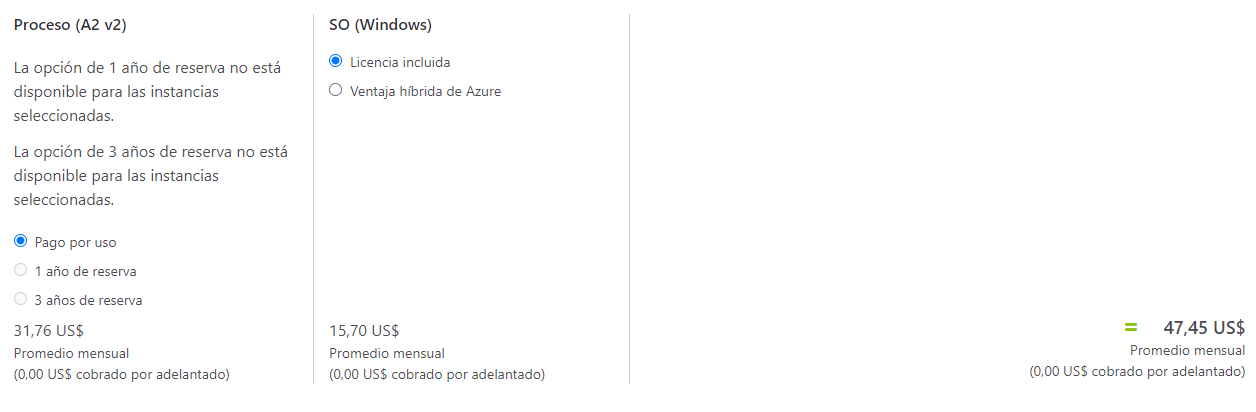 Proceso (A2 v2)
La opción de 1 año de reserva no está
disponible para las instancias
seleccionadas.
La opción de 3 años de reserva no está
disponible para las instancias
seleccionadas.
Pago por uso
1 año de reserva
3 años de reserva
31,76 US$
Promedio mensual
(0,00 US$ cobrado por adelantado)
SO (Windows)
Licencia incluida
Ventaja híbrida de Azure
15,70 US$
Promedio mensual
(0,00 US$ cobrado por adelantado)
= 47,45 US$
Promedio mensual
(0,00 US$ cobrado por adelantado)